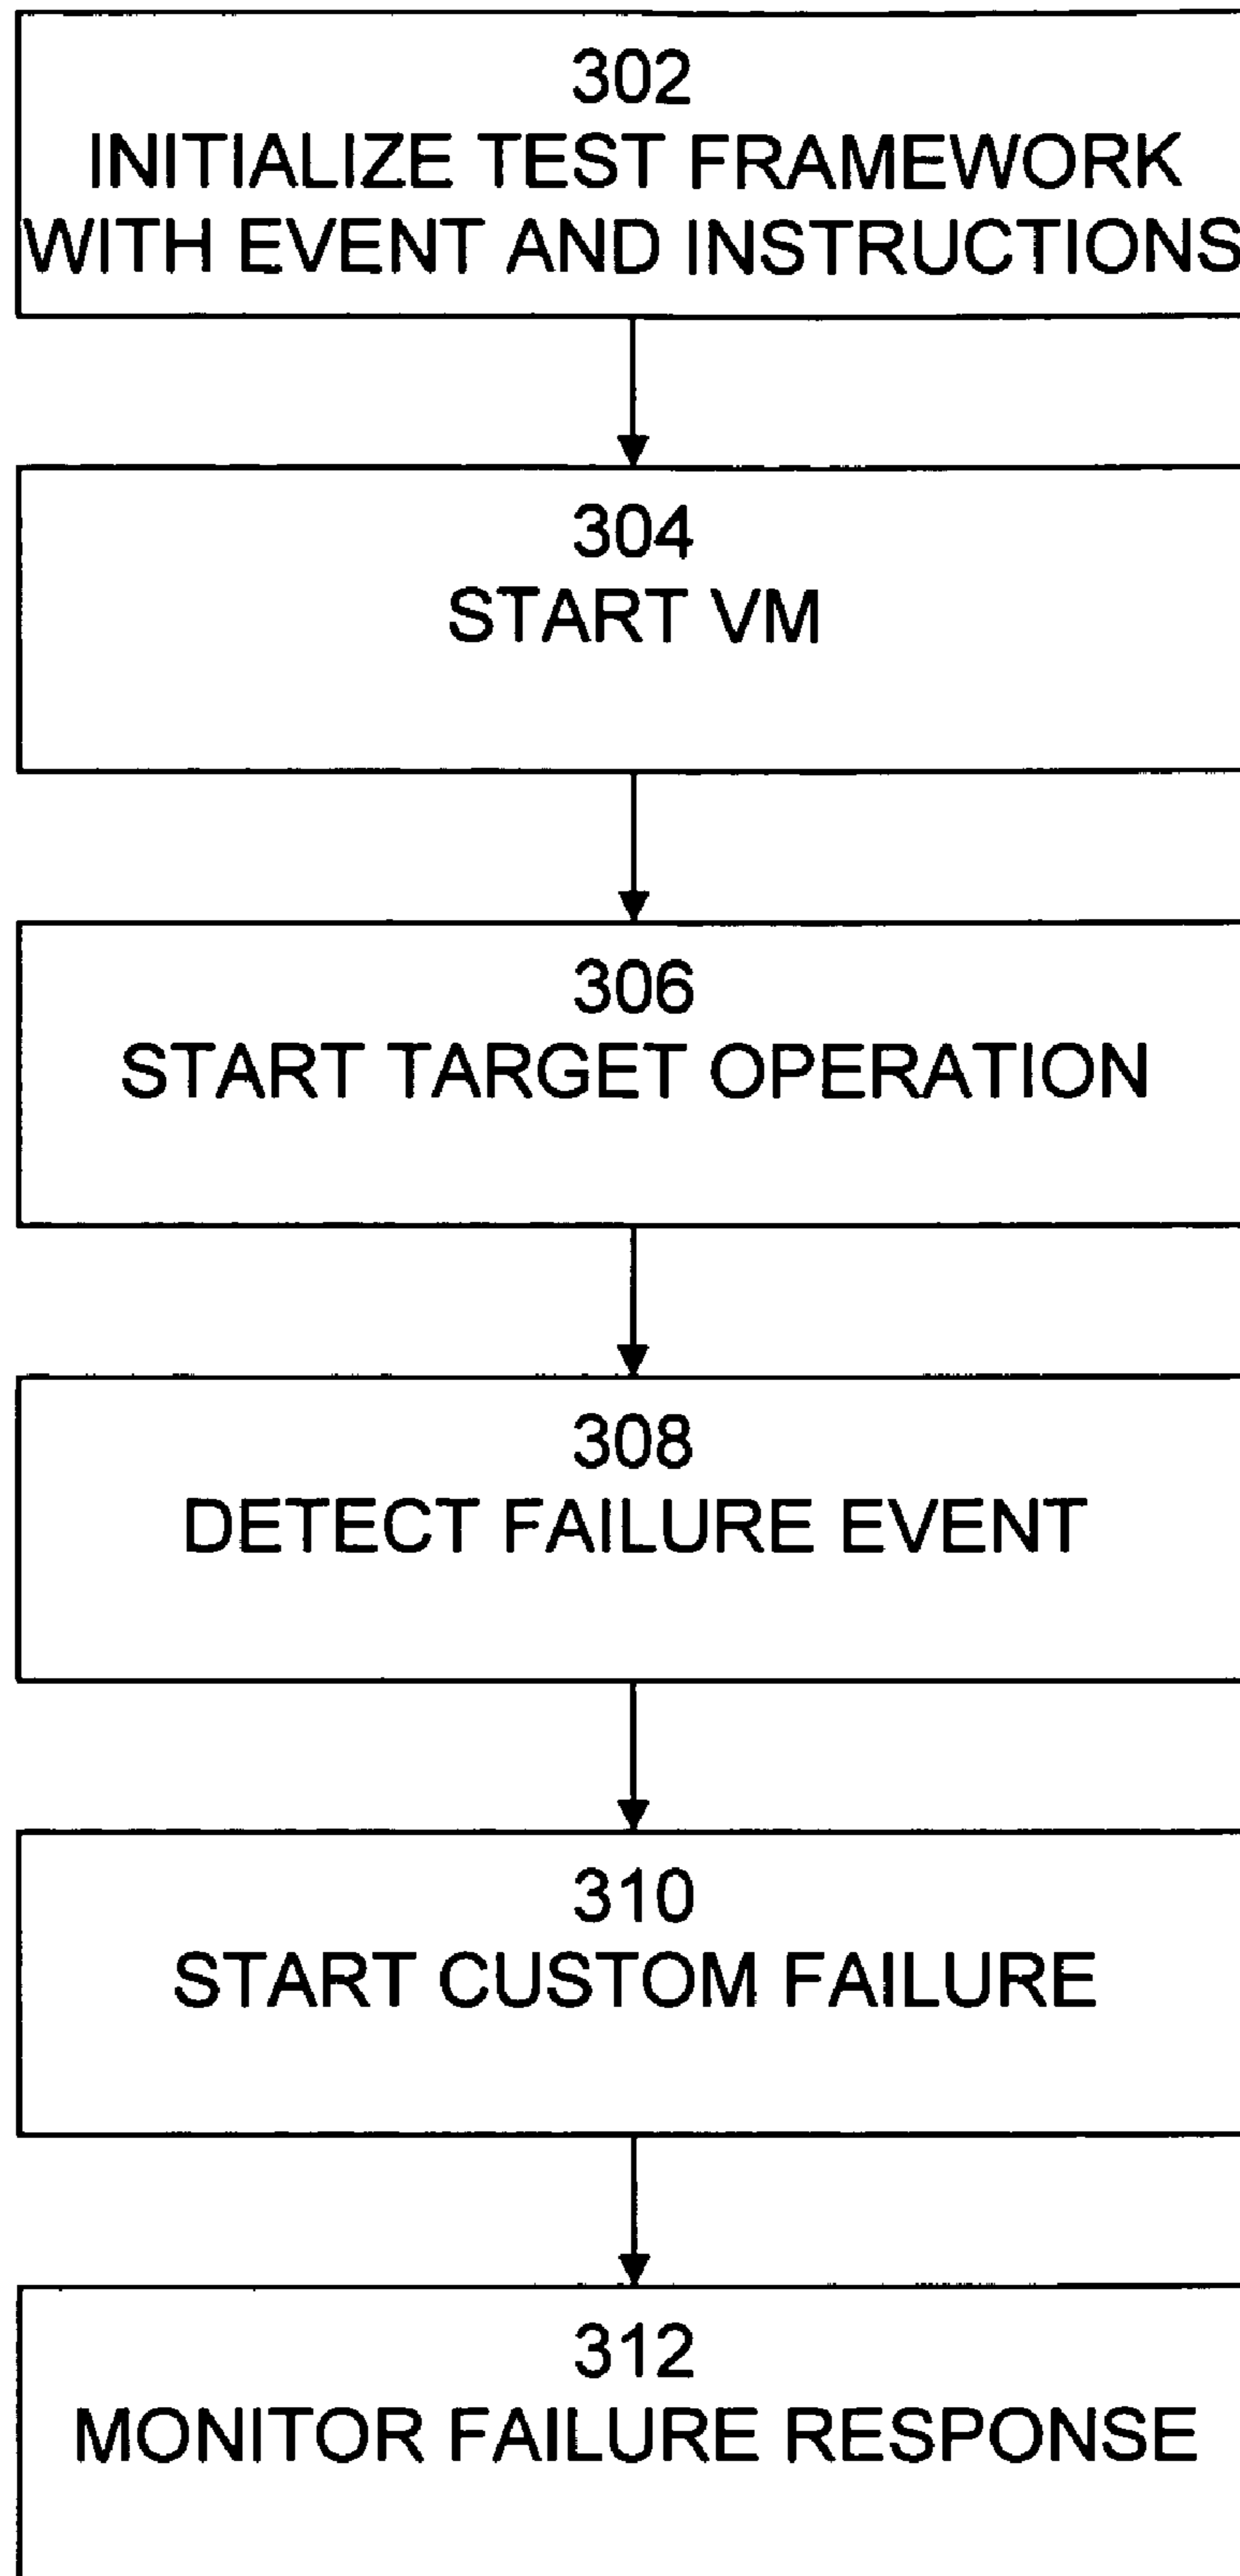 302
INITIALIZE TEST FRAMEWORK
WITH EVENT AND INSTRUCTIONS
304
START VM
306
START TARGET OPERATION
308
DETECT FAILURE EVENT
310
START CUSTOM FAILURE
312
MONITOR FAILURE RESPONSE